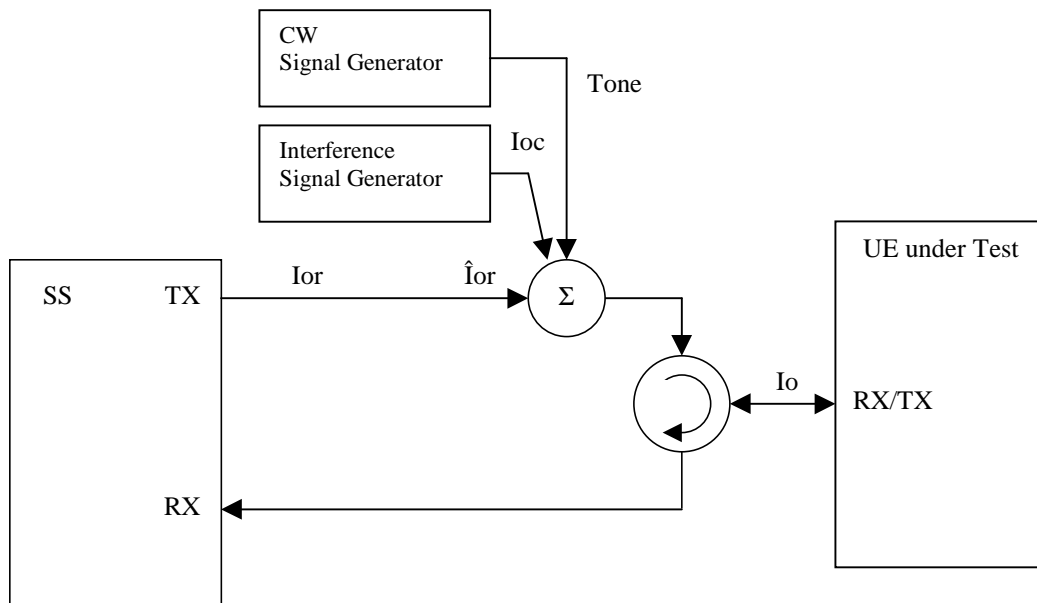 CW
Signal Generator
Tone
Interference
Signal Generator
Ioc
UE under Test
SS
TX
Ior
Îor
Σ
Io
RX/TX
RX